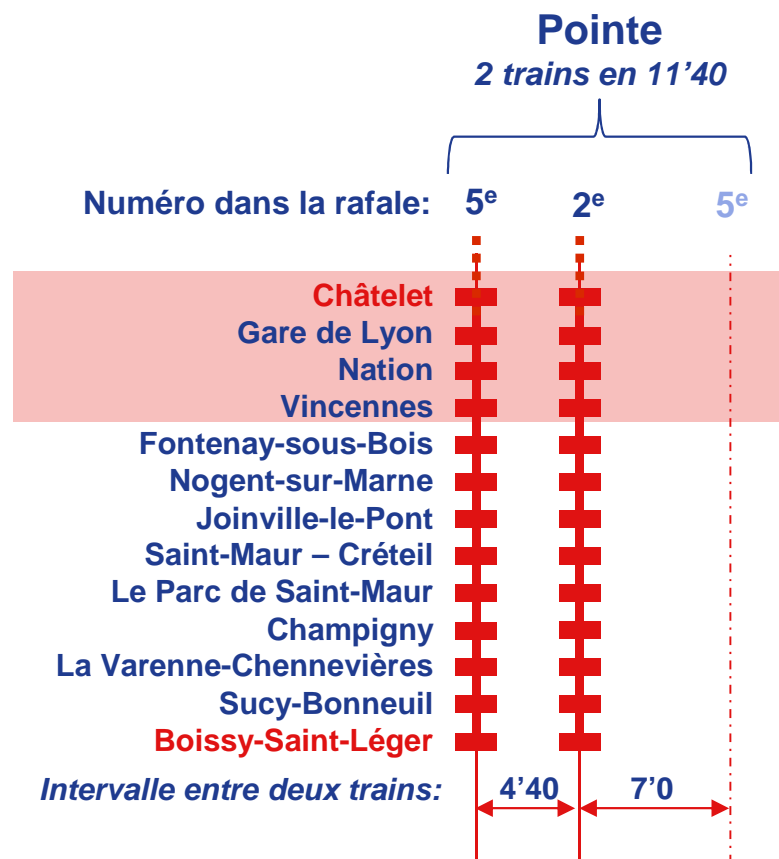 Pointe
2 trains en 11’40
Numéro dans la rafale: 5e 2e 5e
Châtelet
Gare de Lyon
Nation
Vincennes
Fontenay-sous-Bois
Nogent-sur-Marne
Joinville-le-Pont
Saint-Maur – Créteil
Le Parc de Saint-Maur
Champigny
La Varenne-Chennevières
Sucy-Bonneuil
Boissy-Saint-Léger
Intervalle entre deux trains: 4’40 7’0